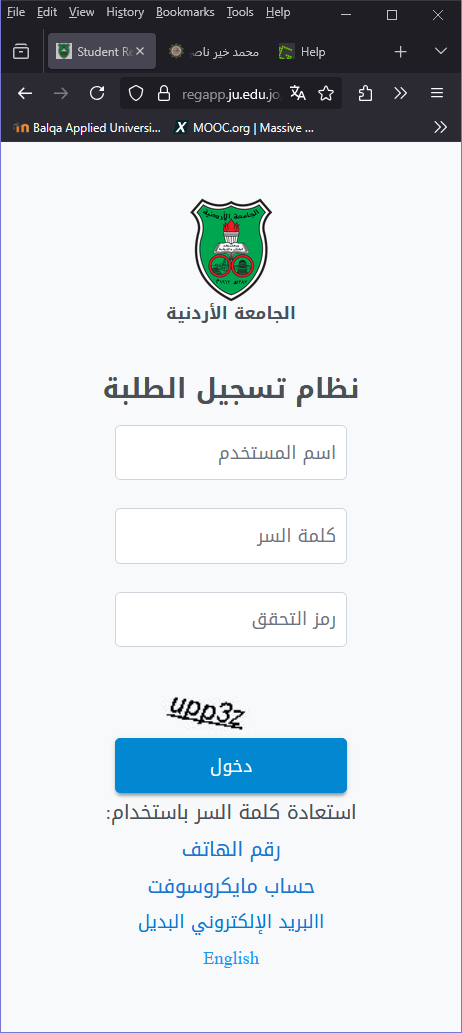 File Edit View History Bookmarks Tools Help
Student Re
محمد خير ناص
Help
regapp.ju.edu.jo
Balqa Applied Universi...
MOOC.org | Massive ...
الجامعة الأردنية
الجامعة الأردنية
نظام تسجيل الطلبة
اسم المستخدم
كلمة السر
رمز التحقق
upp3z
دخول
استعادة كلمة السر باستخدام:
رقم الهاتف
حساب مايكروسوفت
االبريد الإلكتروني البديل
English